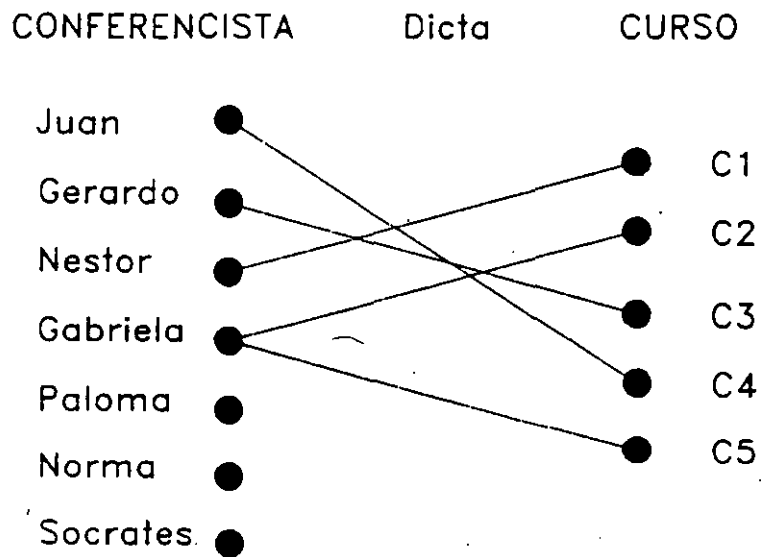 CONFERENCISTA Dicta CURSO
Juan
C1
Gerardo
C2
Nestor
C3
Gabriela
C4
Paloma
C5
Norma
Socrates